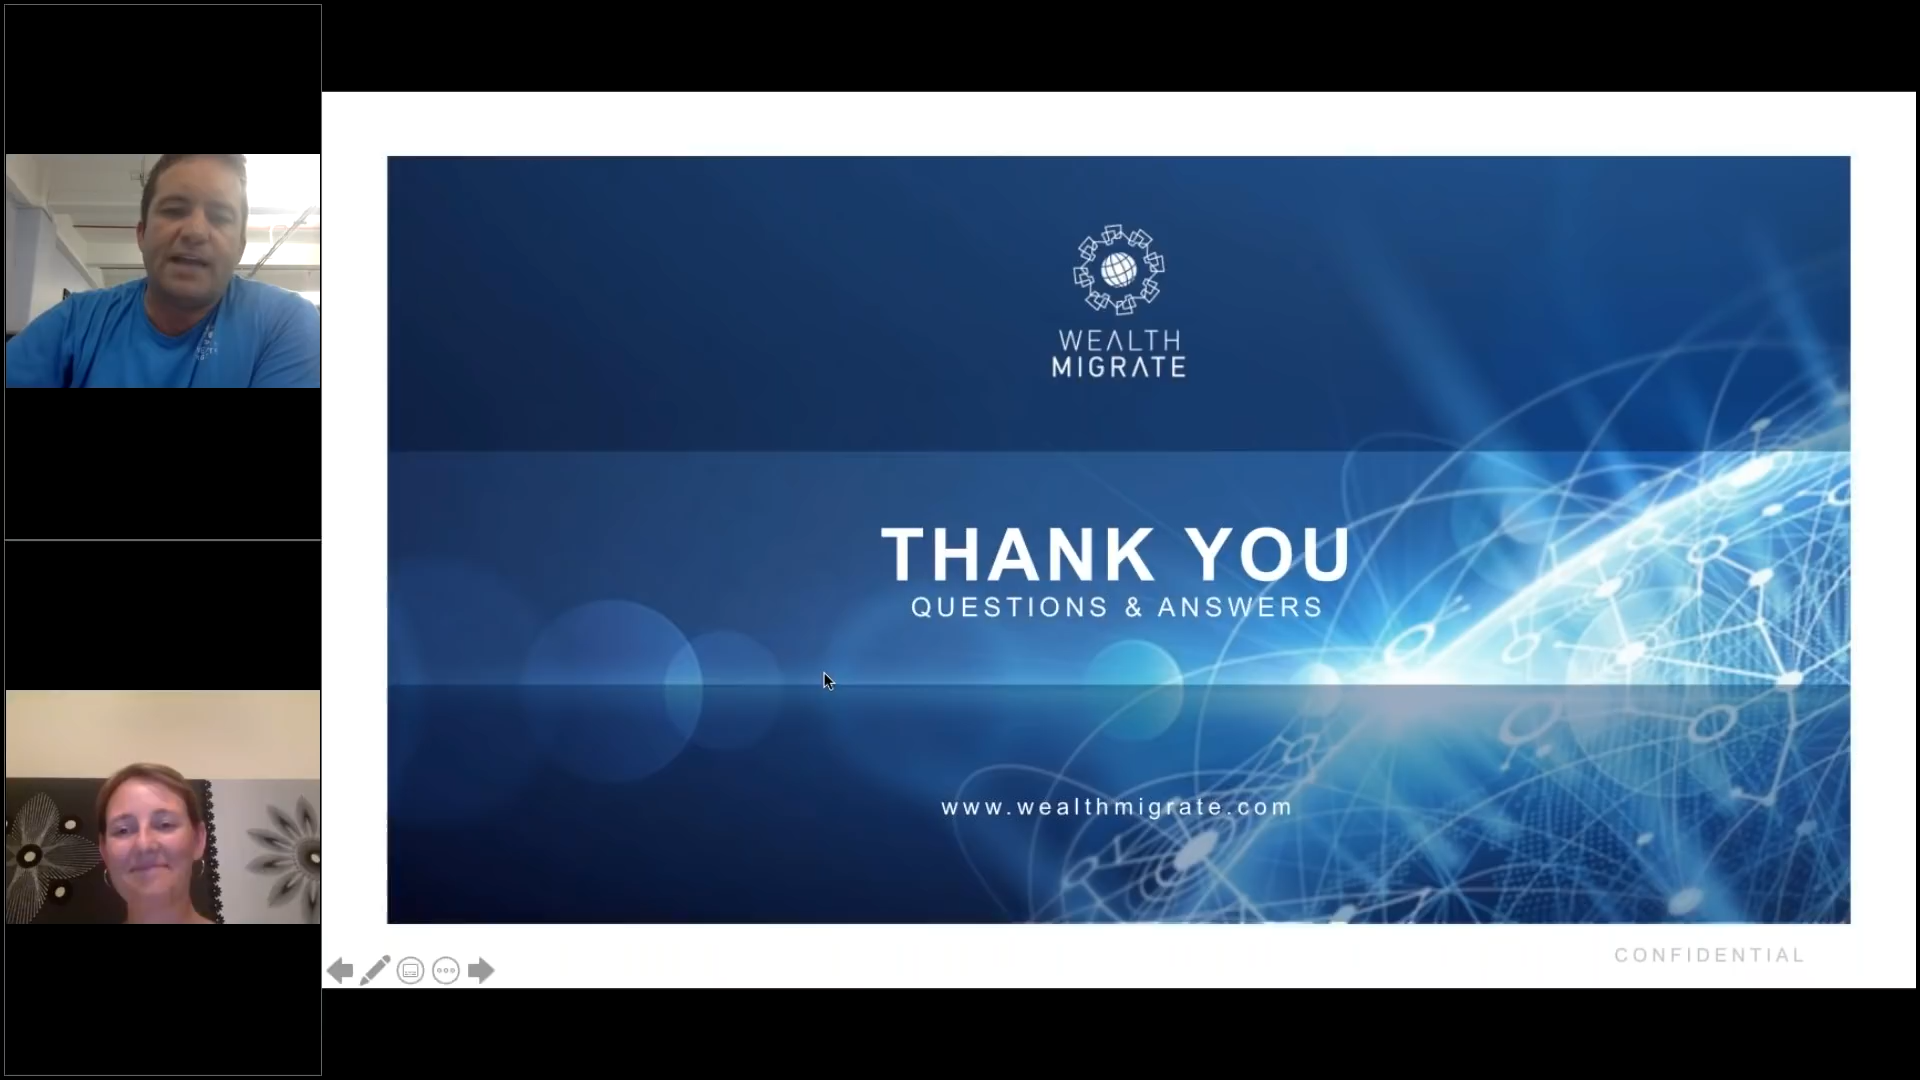 WEALTH
MIGRATE
THANK YOU
QUESTIONS & ANSWERS
www.wealthmigrate.com
CONFIDENTIAL